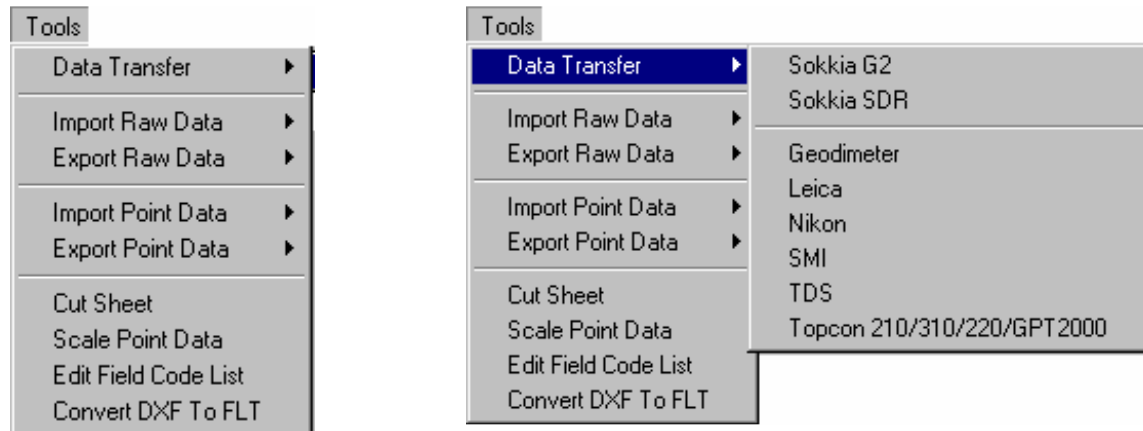 Tools
Data Transfer
Import Raw Data
Export Raw Data
Import Point Data
Export Point Data
Cut Sheet
Scale Point Data
Edit Field Code List
Convert DXF To FLT
Tools
Data Transfer
Import Raw Data
Export Raw Data
Import Point Data
Export Point Data
Cut Sheet
Scale Point Data
Edit Field Code List
Convert DXF To FLT
Sokkia G2
Sokkia SDR
Geodimeter
Leica
Nikon
SMI
TDS
Topcon 210/310/220/GPT2000